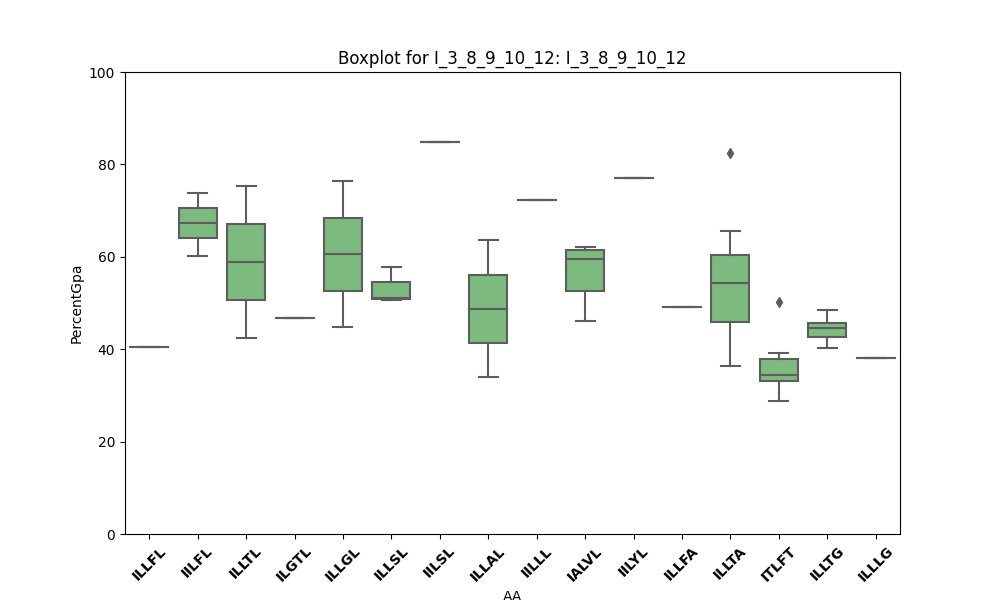 Boxplot for I_3_8_9_10_12: I_3_8_9_10_12
PercentGpa
100
80
60
40
20
0
ILLFL
IILFL
ILLTL
ILGTL
ILLGL
ILLSL
IILSL
ILLAL
IILLL
IALVL
IILYL
ILLFA
ILLTA
ITLFT
ILLTG
ILLLG
AA